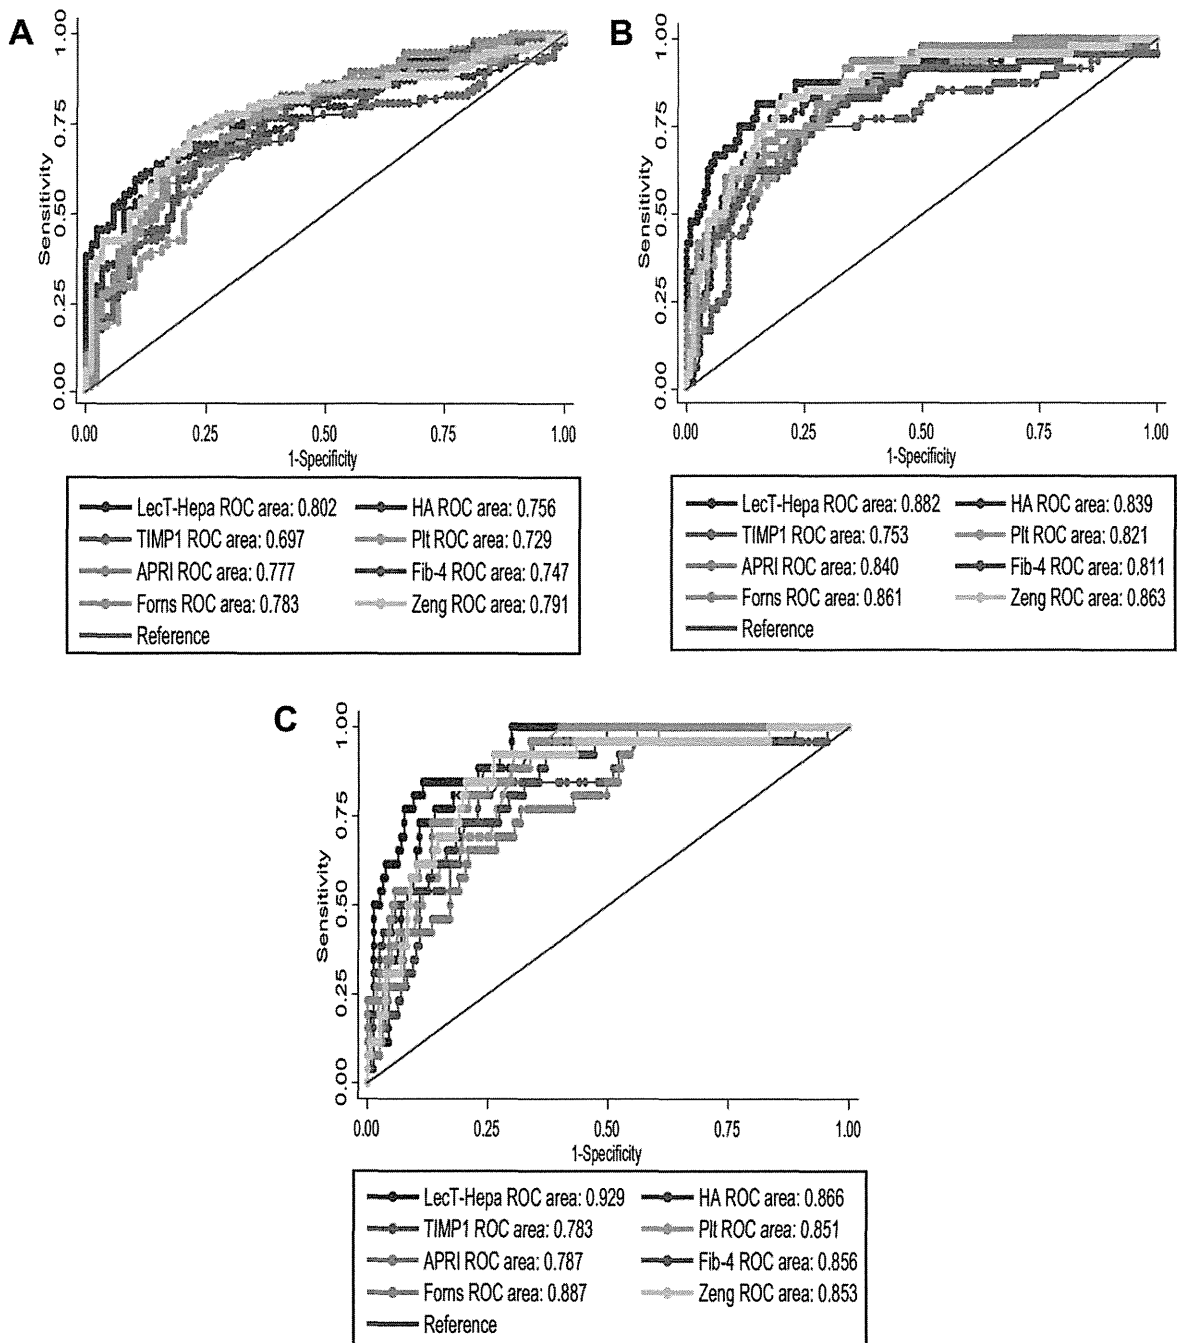 A
1.00
0.75
0.50
0.25
0.00
Sensitivity
0.00 0.25 0.50 0.75 1.00
1-Specificity
LecT-Hepa ROC area: 0.802 HA ROC area: 0.756
TIMP1 ROC area: 0.697 Plt ROC area: 0.729
APRI ROC area: 0.777 Fib-4 ROC area: 0.747
Forns ROC area: 0.783 Zeng ROC area: 0.791
Reference
B
1.00
0.75
0.50
0.25
0.00
Sensitivity
0.00 0.25 0.50 0.75 1.00
1-Specificity
LecT-Hepa ROC area: 0.882 HA ROC area: 0.839
TIMP1 ROC area: 0.753 Plt ROC area: 0.821
APRI ROC area: 0.840 Fib-4 ROC area: 0.811
Forns ROC area: 0.861 Zeng ROC area: 0.863
Reference
C
1.00
0.75
0.50
0.25
0.00
Sensitivity
0.00 0.25 0.50 0.75 1.00
1-Specificity
LecT-Hepa ROC area: 0.929 HA ROC area: 0.866
TIMP1 ROC area: 0.783 Plt ROC area: 0.851
APRI ROC area: 0.787 Fib-4 ROC area: 0.856
Forns ROC area: 0.887 Zeng ROC area: 0.853
Reference